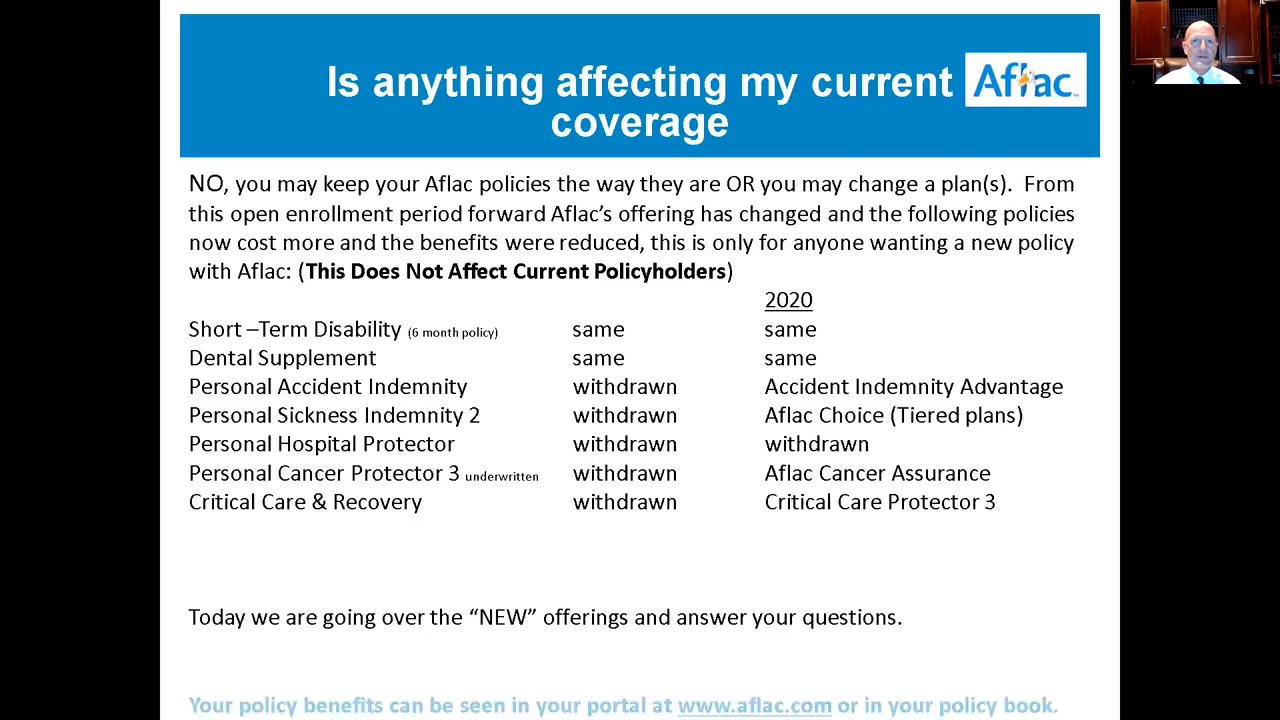 Is anything affecting my current
coverage
Aflac
NO, you may keep your Aflac policies the way they are OR you may change a plan(s). From
this open enrollment period forward Aflac's offering has changed and the following policies
now cost more and the benefits were reduced, this is only for anyone wanting a new policy
with Aflac: (This Does Not Affect Current Policyholders)
2020
Short –Term Disability (6 month policy) same same
Dental Supplement same same
Personal Accident Indemnity withdrawn Accident Indemnity Advantage
Personal Sickness Indemnity 2 withdrawn Aflac Choice (Tiered plans)
Personal Hospital Protector withdrawn withdrawn
Personal Cancer Protector 3 underwritten withdrawn Aflac Cancer Assurance
Critical Care & Recovery withdrawn Critical Care Protector 3
Today we are going over the “NEW” offerings and answer your questions.
Your policy benefits can be seen in your portal at www.aflac.com or in your policy book.